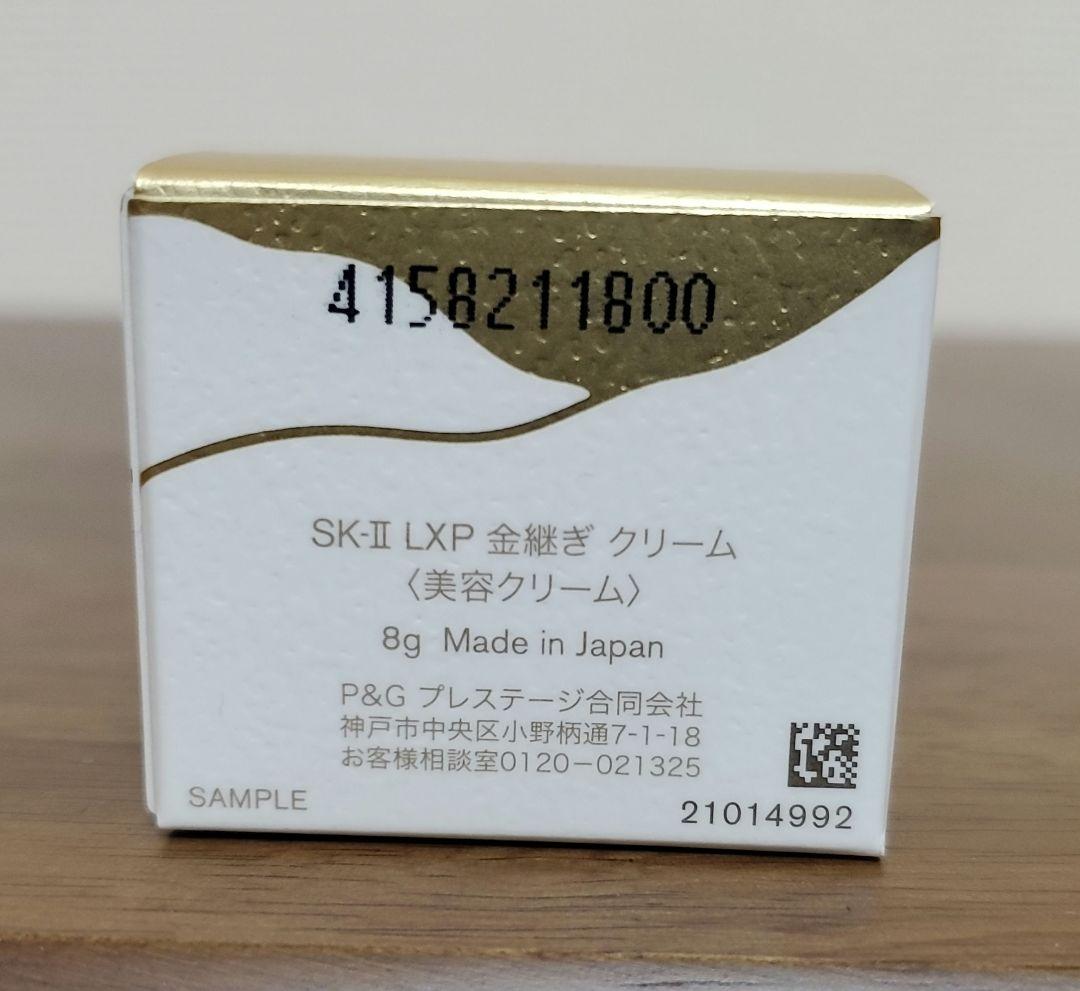 4158211800
SK-Ⅱ LXP 金継ぎ クリーム
〈美容クリーム〉
8g Made in Japan
P&G プレステージ合同会社
神戸市中央区小野柄通7-1-18
お客様相談室0120-021325
SAMPLE
21014992